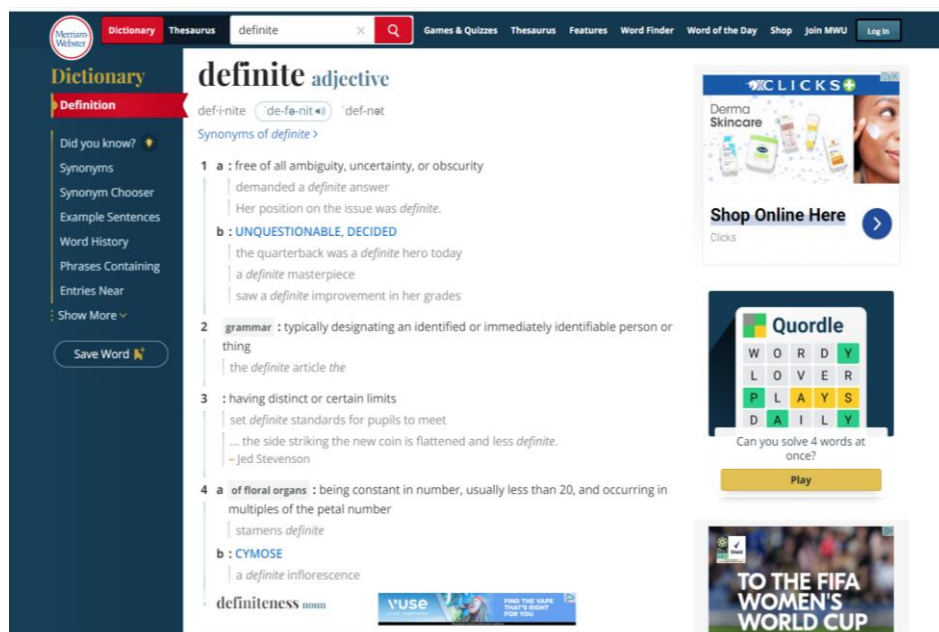 Merriam-
Webster
Dictionary Thesaurus definite × Games & Quizzes Thesaurus Features Word Finder Word of the Day Shop Join MWU Log In
Dictionary
Definition
Did you know?
Synonyms
Synonym Chooser
Example Sentences
Word History
Phrases Containing
Entries Near
Show More
Save Word
definite adjective
def·i·nite ˈde-fə-nit ˈdef-nət
Synonyms of definite >
1 a : free of all ambiguity, uncertainty, or obscurity
demanded a definite answer
Her position on the issue was definite.
b : UNQUESTIONABLE, DECIDED
the quarterback was a definite hero today
a definite masterpiece
saw a definite improvement in her grades
2 grammar : typically designating an identified or immediately identifiable person or
thing
the definite article the
3 : having distinct or certain limits
set definite standards for pupils to meet
... the side striking the new coin is flattened and less definite.
– Jed Stevenson
4 a of floral organs : being constant in number, usually less than 20, and occurring in
multiples of the petal number
stamens definite
b : CYMOSE
a definite inflorescence
definiteness noun
vuse
FIND THE VAPE
THAT'S RIGHT
FOR YOU
CLICKS
Derma
Skincare
Shop Online Here
Clicks
Quordle
W O R D Y
L O V E R
P L A Y S
D A I L Y
Can you solve 4 words at
once?
Play
TO THE FIFA
WOMEN'S
WORLD CUP